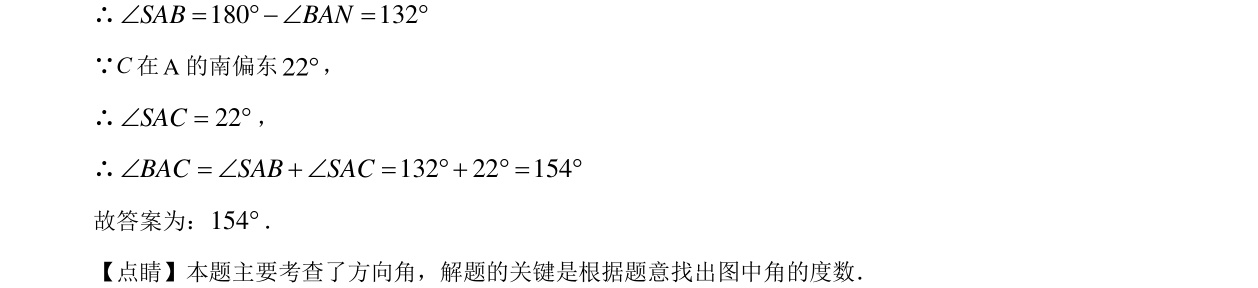 ∴ ∠SAB = 180° − ∠BAN = 132°
∵C 在 A 的南偏东 22°，
∴ ∠SAC = 22°，
∴ ∠BAC = ∠SAB + ∠SAC = 132° + 22° = 154°
故答案为：154°．
【点睛】本题主要考查了方向角，解题的关键是根据题意找出图中角的度数．